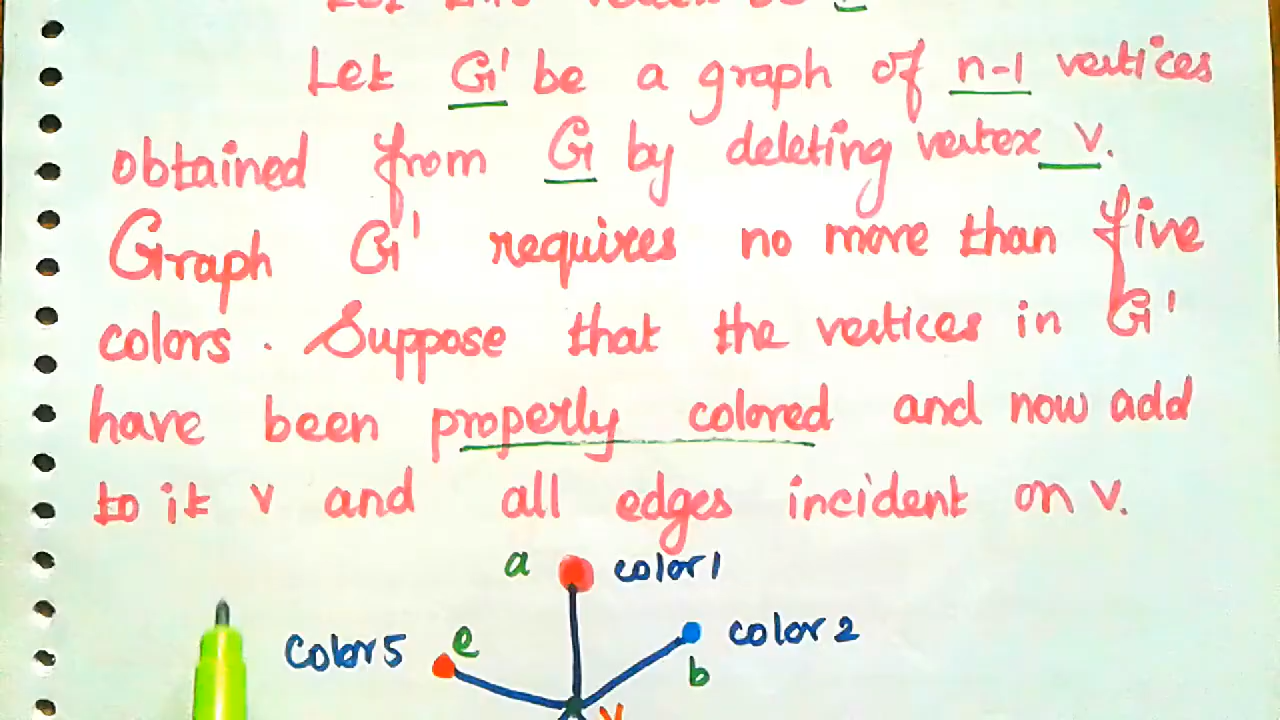 Let G' be a graph of n-1 vertices
obtained from G by deleting vertex v.
Graph G' requires no more than five
colors. Suppose that the vertices in G'
have been properly colored and now add
to it v and all edges incident on v.
a color1
color5 e color2
b
v